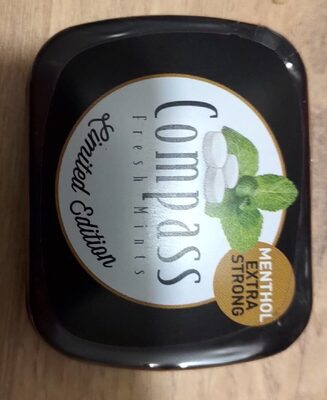 Compass
Fresh Mints
Limited Edition
MENTHOL
EXTRA
STRONG